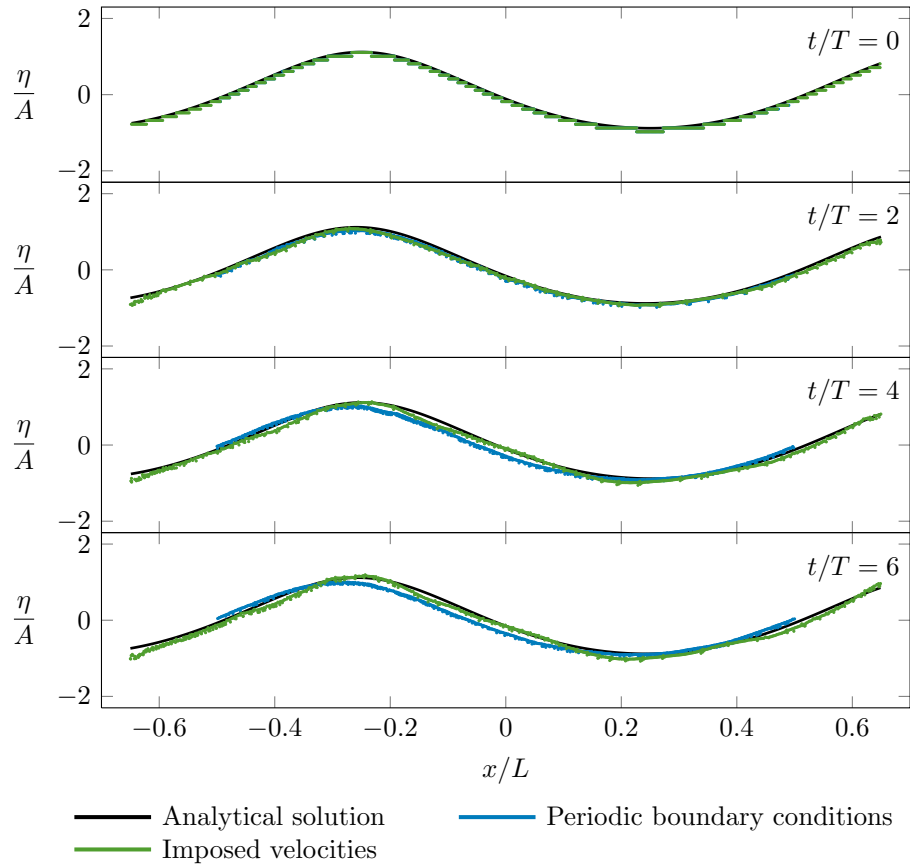 2
t/T = 0
η/A
0
−2
2
t/T = 2
η/A
0
−2
2
t/T = 4
η/A
0
−2
2
t/T = 6
η/A
0
−2
−0.6 −0.4 −0.2 0 0.2 0.4 0.6
x/L
Analytical solution Periodic boundary conditions
Imposed velocities